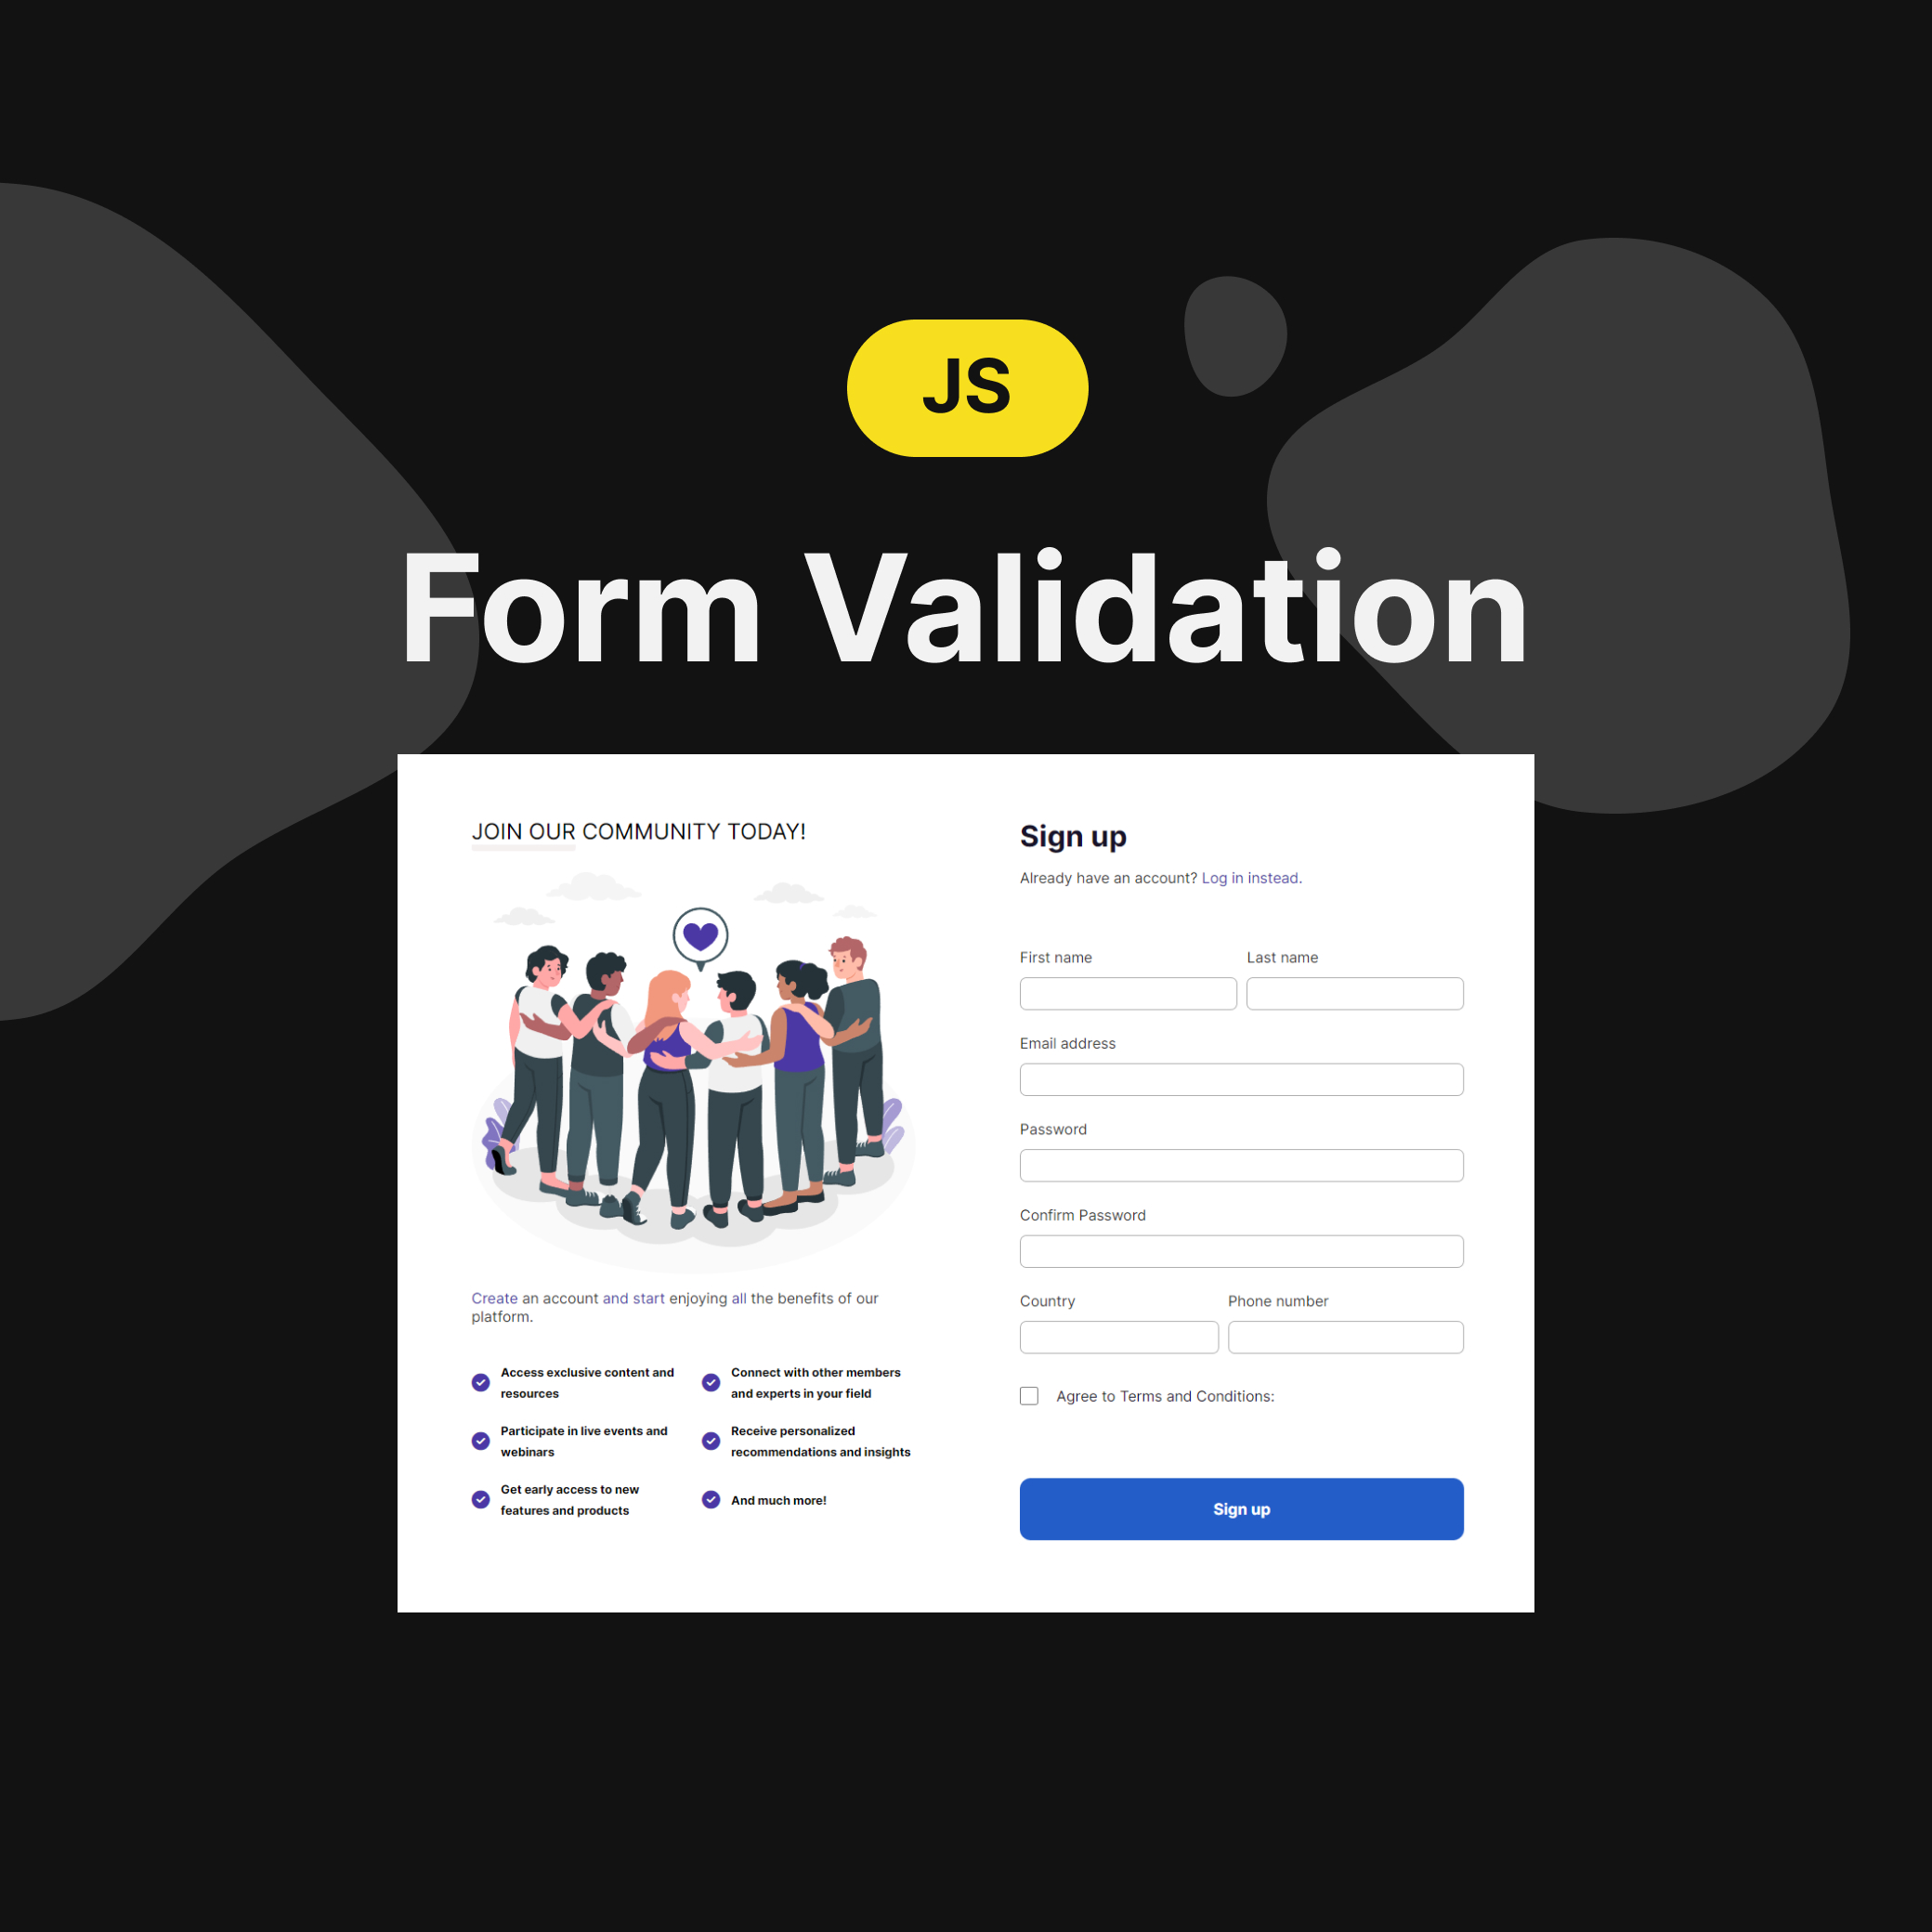 JS
Form Validation
JOIN OUR COMMUNITY TODAY!
Create an account and start enjoying all the benefits of our
platform.
Access exclusive content and
resources
Connect with other members
and experts in your field
Participate in live events and
webinars
Receive personalized
recommendations and insights
Get early access to new
features and products
And much more!
Sign up
Already have an account? Log in instead.
First name
Last name
Email address
Password
Confirm Password
Country
Phone number
Agree to Terms and Conditions:
Sign up